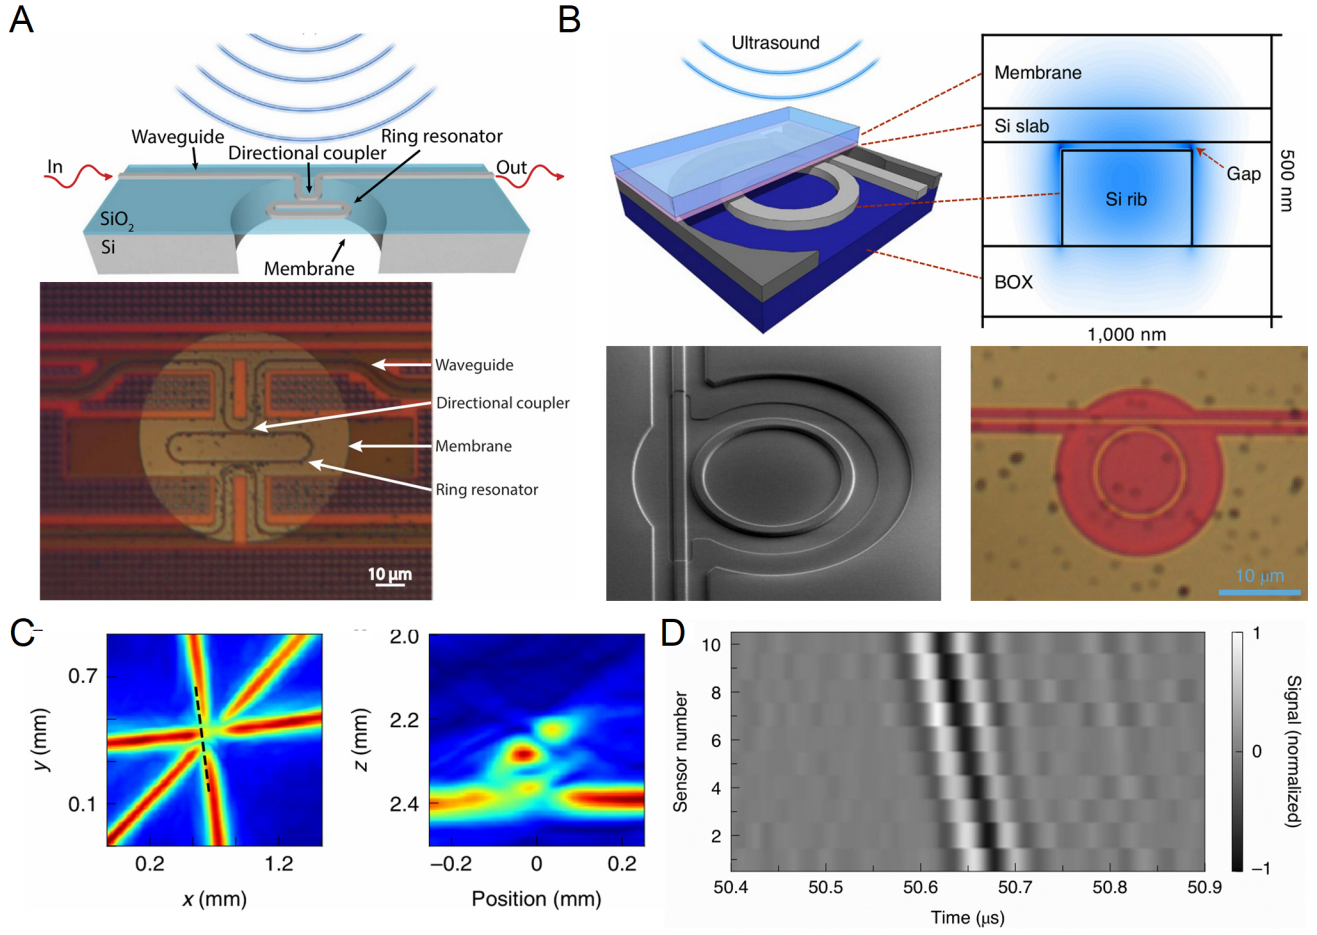 A
Waveguide
Ring resonator
Directional coupler
In
Out
SiO2
Si
Membrane
Waveguide
Directional coupler
Membrane
Ring resonator
10 µm
B
Ultrasound
Membrane
Si slab
Gap
Si rib
BOX
500 nm
1,000 nm
10 µm
C
y (mm)
0.7
0.1
0.2
1.2
x (mm)
z (mm)
2.0
2.2
2.4
−0.2
0
0.2
Position (mm)
D
Sensor number
10
8
6
4
2
50.4
50.5
50.6
50.7
50.8
50.9
Time (µs)
1
0
−1
Signal (normalized)